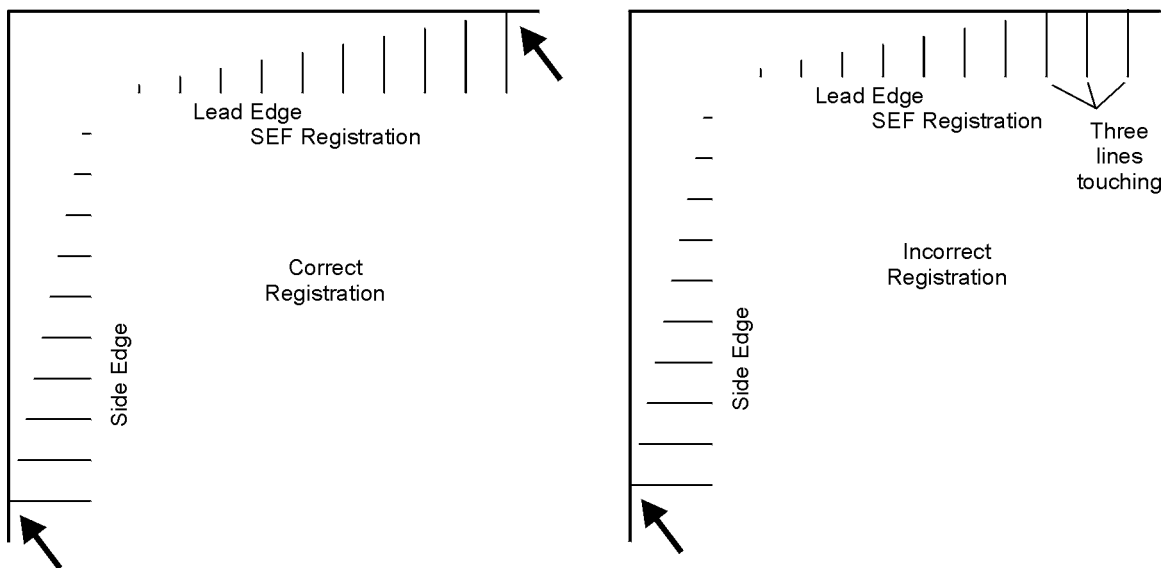 Lead Edge
SEF Registration
Correct
Registration
Side Edge
Lead Edge
SEF Registration
Three
lines
touching
Incorrect
Registration
Side Edge